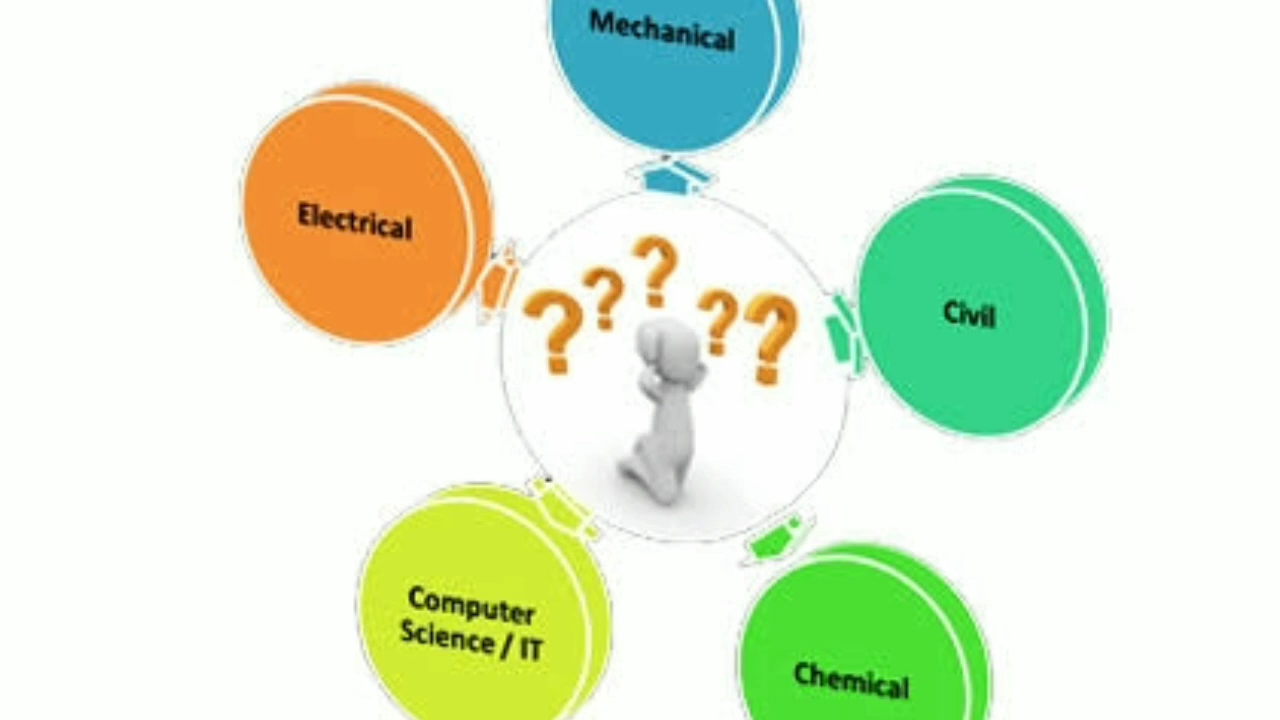 Mechanical
Electrical
Civil
Computer
Science / IT
Chemical
? ? ? ? ?